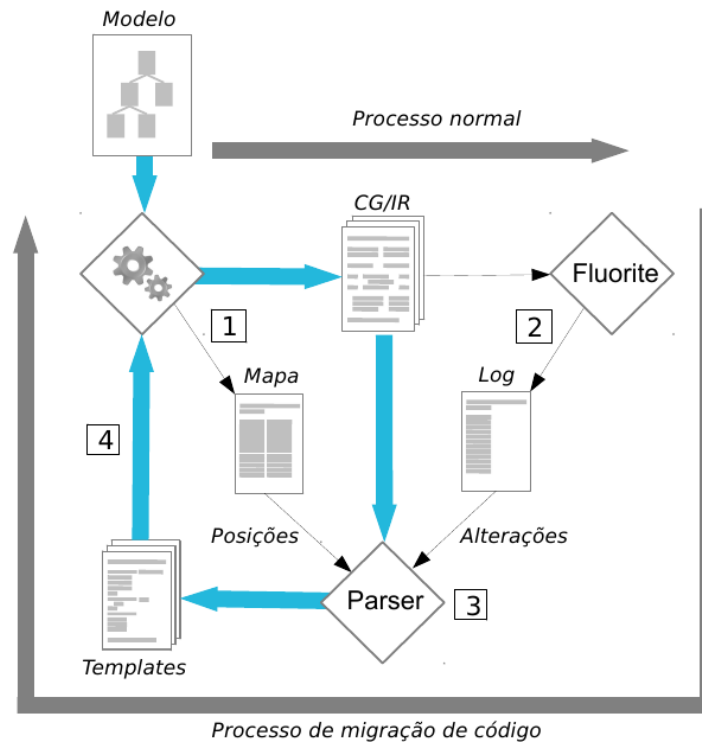 Modelo
Processo normal
CG/IR
Fluorite
1
2
Mapa
Log
4
Posições
Alterações
Parser
3
Templates
Processo de migração de código